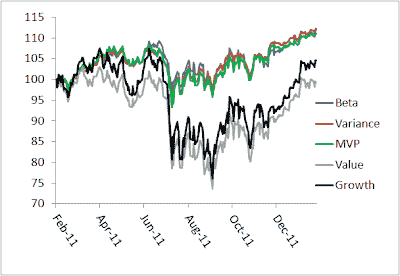 115
110
105
100
95
90
85
80
75
70
Feb-11
Apr-11
Jun-11
Aug-11
Oct-11
Dec-11
Beta
Variance
MVP
Value
Growth